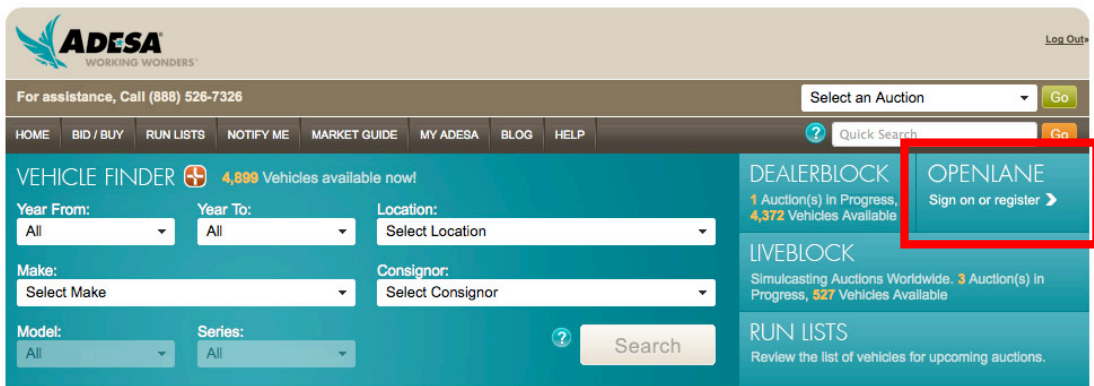 ADESA
WORKING WONDERS
Log Out»
For assistance, Call (888) 526-7326
Select an Auction
Go
HOME BID / BUY RUN LISTS NOTIFY ME MARKET GUIDE MY ADESA BLOG HELP
? Quick Search
Go
VEHICLE FINDER 4,899 Vehicles available now!
Year From: Year To: Location:
All All Select Location
Make: Consignor:
Select Make Select Consignor
Model: Series:
All All
? Search
DEALERBLOCK
1 Auction(s) in Progress,
4,372 Vehicles Available
OPENLANE
Sign on or register
LIVEBLOCK
Simulcasting Auctions Worldwide. 3 Auction(s) in
Progress, 527 Vehicles Available
RUN LISTS
Review the list of vehicles for upcoming auctions.